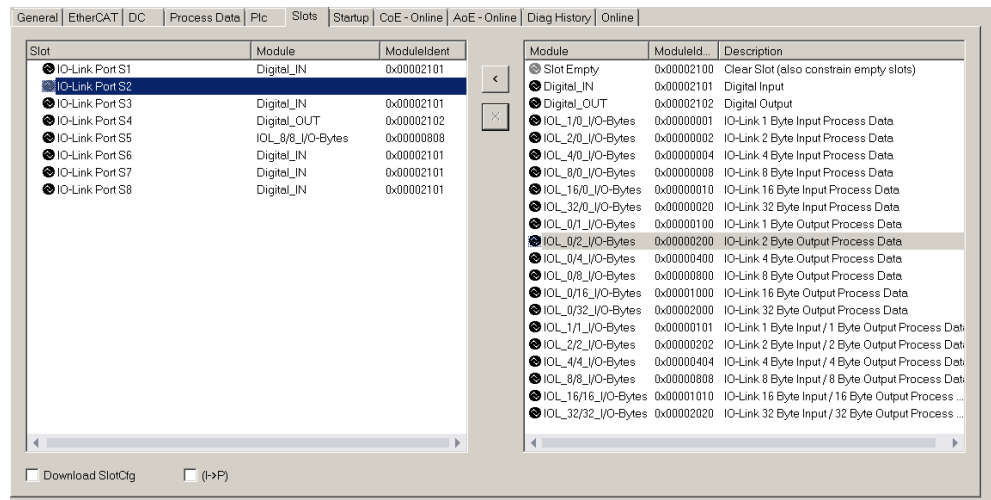 General EtherCAT DC Process Data Plc Slots Startup CoE - Online AoE - Online Diag History Online
Slot Module ModuleIdent
IO-Link Port S1 Digital_IN 0x00002101
IO-Link Port S2
IO-Link Port S3 Digital_IN 0x00002101
IO-Link Port S4 Digital_OUT 0x00002102
IO-Link Port S5 IOL_8/8_I/O-Bytes 0x00000808
IO-Link Port S6 Digital_IN 0x00002101
IO-Link Port S7 Digital_IN 0x00002101
IO-Link Port S8 Digital_IN 0x00002101
<
X
Module ModuleId... Description
Slot Empty 0x00002100 Clear Slot (also constrain empty slots)
Digital_IN 0x00002101 Digital Input
Digital_OUT 0x00002102 Digital Output
IOL_1/0_I/O-Bytes 0x00000001 IO-Link 1 Byte Input Process Data
IOL_2/0_I/O-Bytes 0x00000002 IO-Link 2 Byte Input Process Data
IOL_4/0_I/O-Bytes 0x00000004 IO-Link 4 Byte Input Process Data
IOL_8/0_I/O-Bytes 0x00000008 IO-Link 8 Byte Input Process Data
IOL_16/0_I/O-Bytes 0x00000010 IO-Link 16 Byte Input Process Data
IOL_32/0_I/O-Bytes 0x00000020 IO-Link 32 Byte Input Process Data
IOL_0/1_I/O-Bytes 0x00000100 IO-Link 1 Byte Output Process Data
IOL_0/2_I/O-Bytes 0x00000200 IO-Link 2 Byte Output Process Data
IOL_0/4_I/O-Bytes 0x00000400 IO-Link 4 Byte Output Process Data
IOL_0/8_I/O-Bytes 0x00000800 IO-Link 8 Byte Output Process Data
IOL_0/16_I/O-Bytes 0x00001000 IO-Link 16 Byte Output Process Data
IOL_0/32_I/O-Bytes 0x00002000 IO-Link 32 Byte Output Process Data
IOL_1/1_I/O-Bytes 0x00000101 IO-Link 1 Byte Input / 1 Byte Output Process Dat
IOL_2/2_I/O-Bytes 0x00000202 IO-Link 2 Byte Input / 2 Byte Output Process Dat
IOL_4/4_I/O-Bytes 0x00000404 IO-Link 4 Byte Input / 4 Byte Output Process Dat
IOL_8/8_I/O-Bytes 0x00000808 IO-Link 8 Byte Input / 8 Byte Output Process Dat
IOL_16/16_I/O-Bytes 0x00001010 IO-Link 16 Byte Input / 16 Byte Output Process ...
IOL_32/32_I/O-Bytes 0x00002020 IO-Link 32 Byte Input / 32 Byte Output Process ...
Download SlotCfg (I->P)